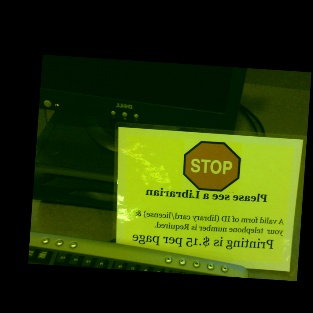 DELL
STOP
Please see a Librarian
A valid form of ID (library card/license) &
your telephone number is Required.
Printing is $.15 per page